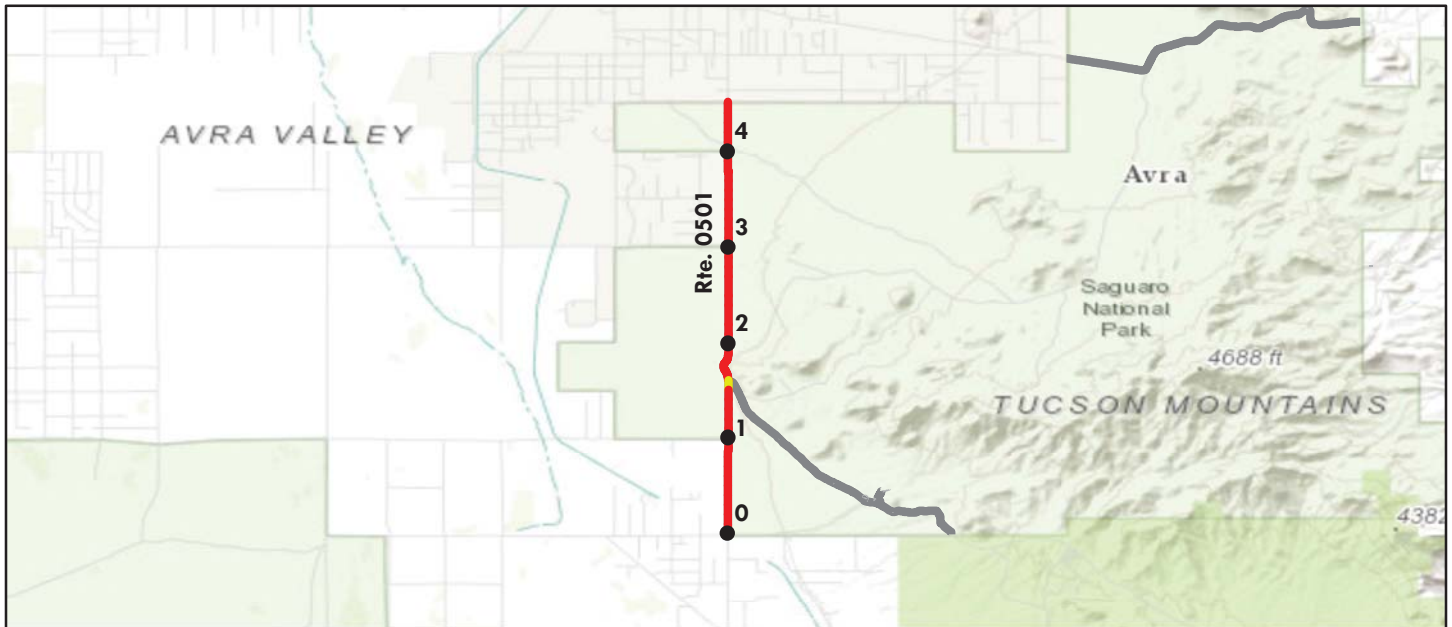 4
AVRA VALLEY
Avra
Rte. 0501
3
Saguaro
National
Park
2
4688 ft
TUCSON MOUNTAINS
1
0
4382